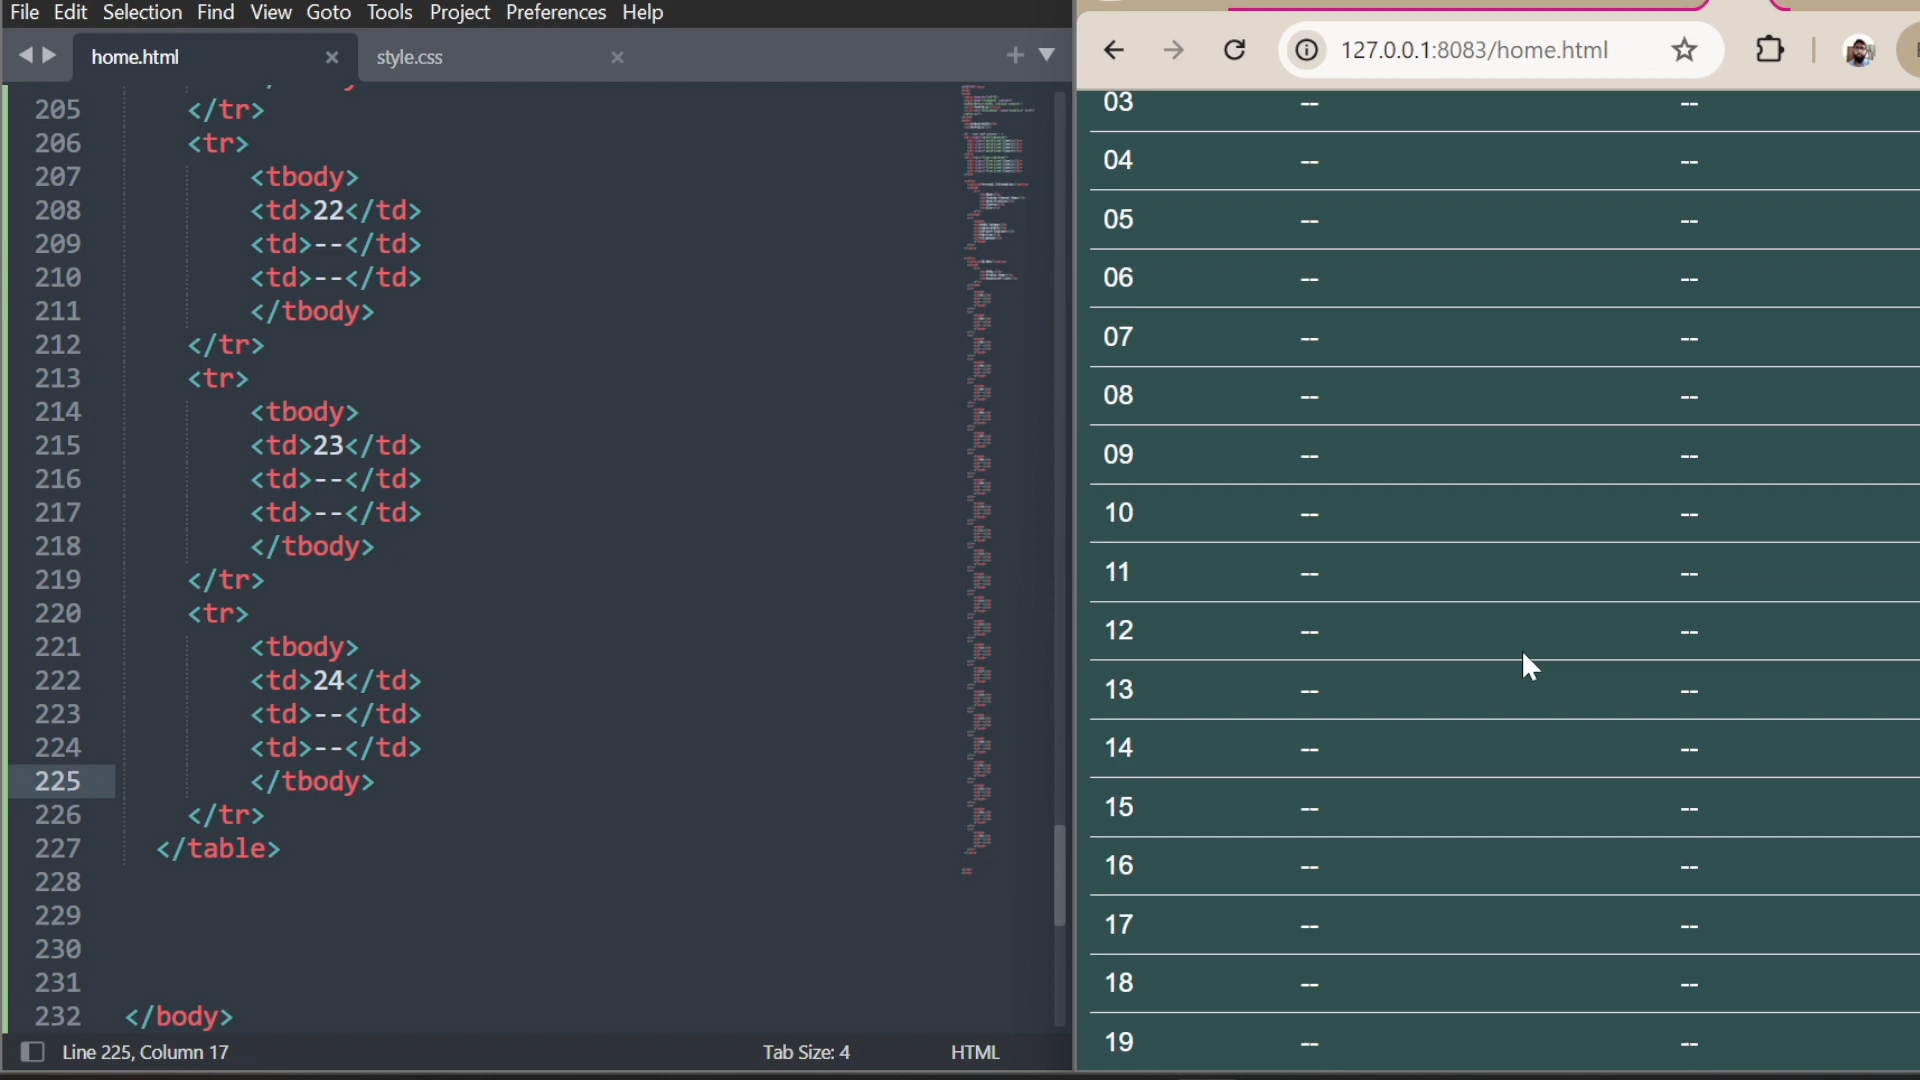 File Edit Selection Find View Goto Tools Project Preferences Help
home.html
style.css
205 </tr>
206 <tr>
207 <tbody>
208 <td>22</td>
209 <td>--</td>
210 <td>--</td>
211 </tbody>
212 </tr>
213 <tr>
214 <tbody>
215 <td>23</td>
216 <td>--</td>
217 <td>--</td>
218 </tbody>
219 </tr>
220 <tr>
221 <tbody>
222 <td>24</td>
223 <td>--</td>
224 <td>--</td>
225 </tbody>
226 </tr>
227 </table>
228
229
230
231
232 </body>
Line 225, Column 17
Tab Size: 4
HTML
127.0.0.1:8083/home.html
03 -- --
04 -- --
05 -- --
06 -- --
07 -- --
08 -- --
09 -- --
10 -- --
11 -- --
12 -- --
13 -- --
14 -- --
15 -- --
16 -- --
17 -- --
18 -- --
19 -- --